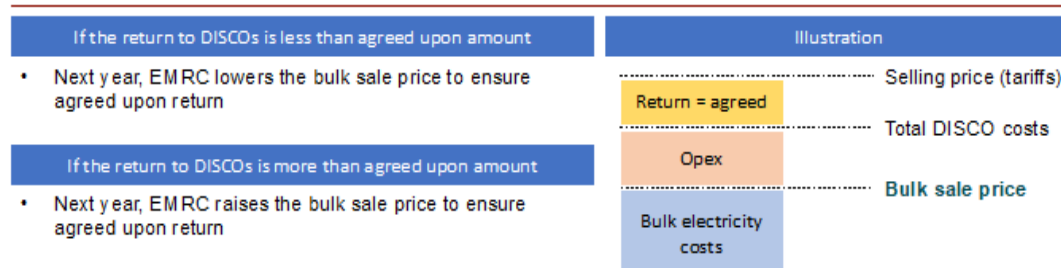 If the return to DISCOs is less than agreed upon amount
• Next year, EMRC lowers the bulk sale price to ensure
agreed upon return
If the return to DISCOs is more than agreed upon amount
• Next year, EMRC raises the bulk sale price to ensure
agreed upon return
Illustration
Selling price (tariffs)
Return = agreed
Total DISCO costs
Opex
Bulk sale price
Bulk electricity
costs